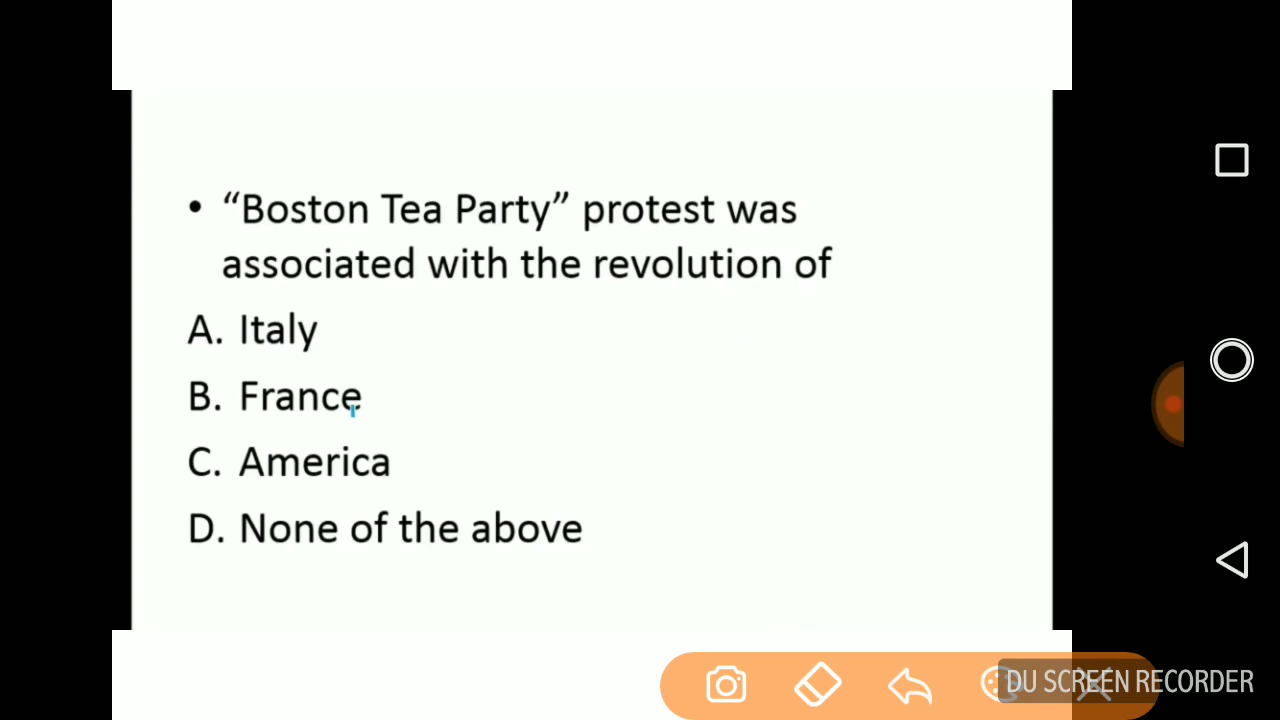 • “Boston Tea Party” protest was
associated with the revolution of
A. Italy
B. France
C. America
D. None of the above
DU SCREEN RECORDER